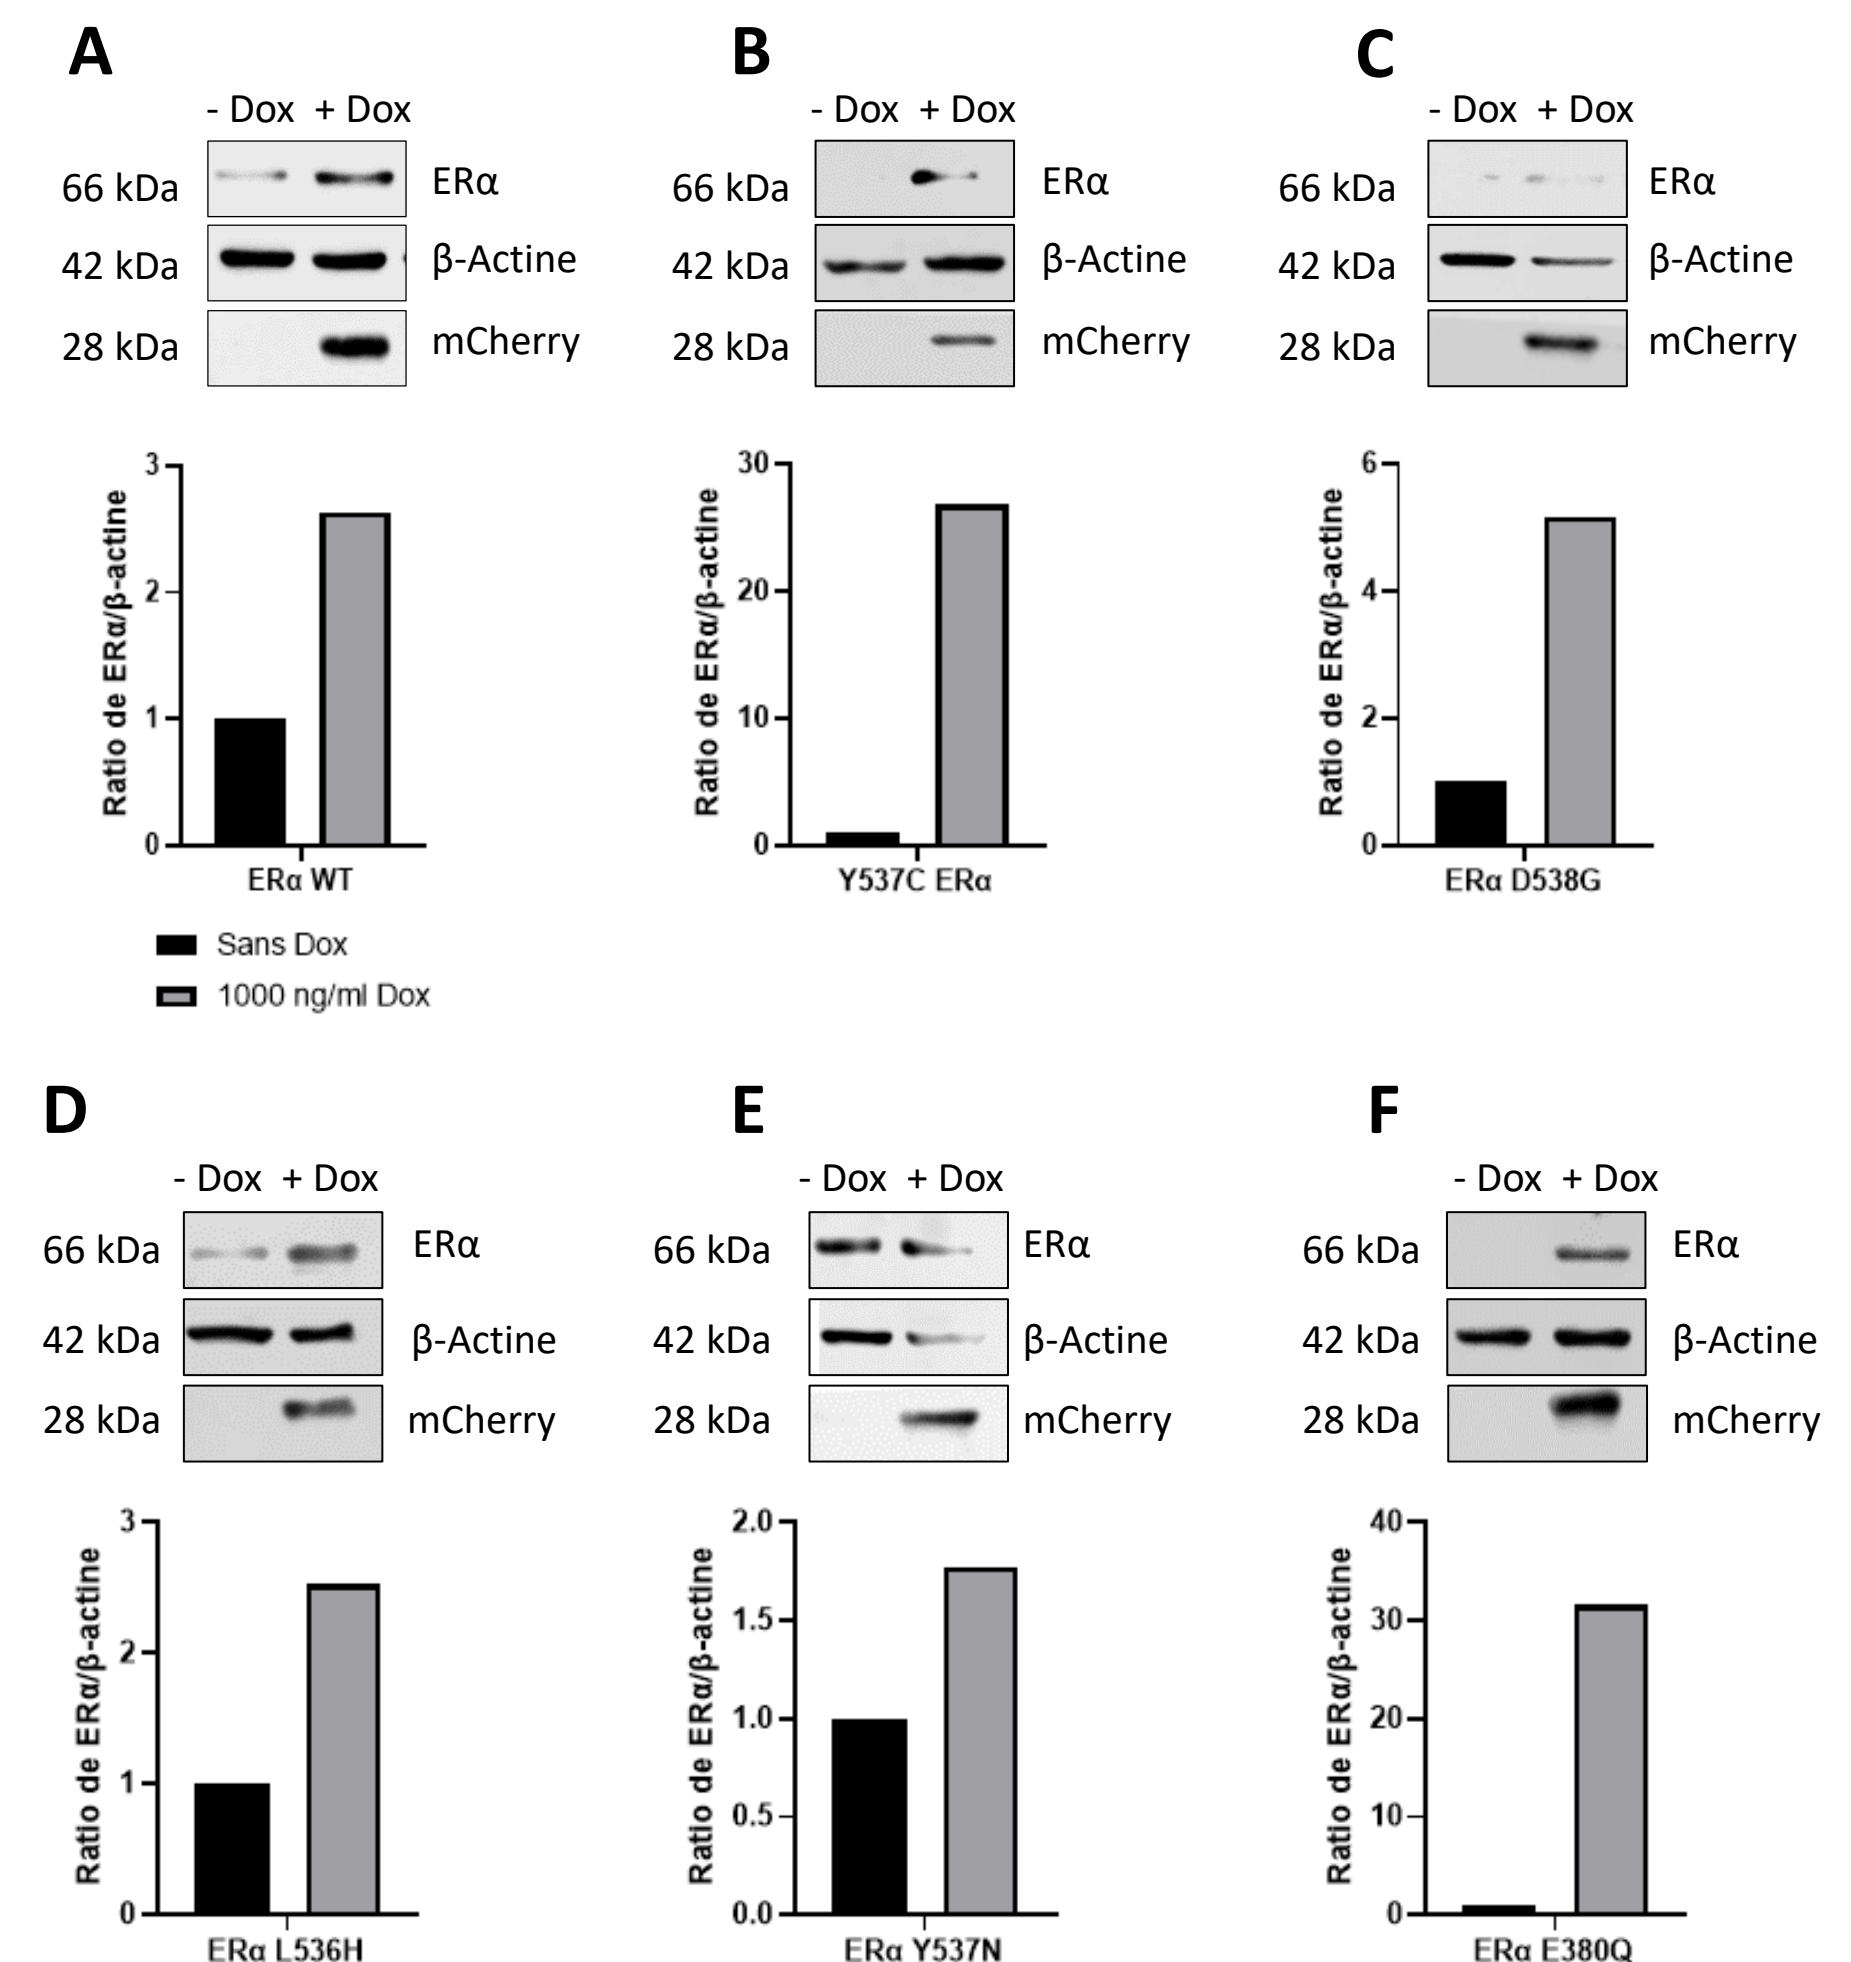 A
- Dox + Dox
66 kDa ERα
42 kDa β-Actine
28 kDa mCherry
3
2
1
0
Ratio de ERα/β-actine
ERα WT
Sans Dox
1000 ng/ml Dox
B
- Dox + Dox
66 kDa ERα
42 kDa β-Actine
28 kDa mCherry
30
20
10
0
Ratio de ERα/β-actine
Y537C ERα
C
- Dox + Dox
66 kDa ERα
42 kDa β-Actine
28 kDa mCherry
6
4
2
0
Ratio de ERα/β-actine
ERα D538G
D
- Dox + Dox
66 kDa ERα
42 kDa β-Actine
28 kDa mCherry
3
2
1
0
Ratio de ERα/β-actine
ERα L536H
E
- Dox + Dox
66 kDa ERα
42 kDa β-Actine
28 kDa mCherry
2.0
1.5
1.0
0.5
0.0
Ratio de ERα/β-actine
ERα Y537N
F
- Dox + Dox
66 kDa ERα
42 kDa β-Actine
28 kDa mCherry
40
30
20
10
0
Ratio de ERα/β-actine
ERα E380Q